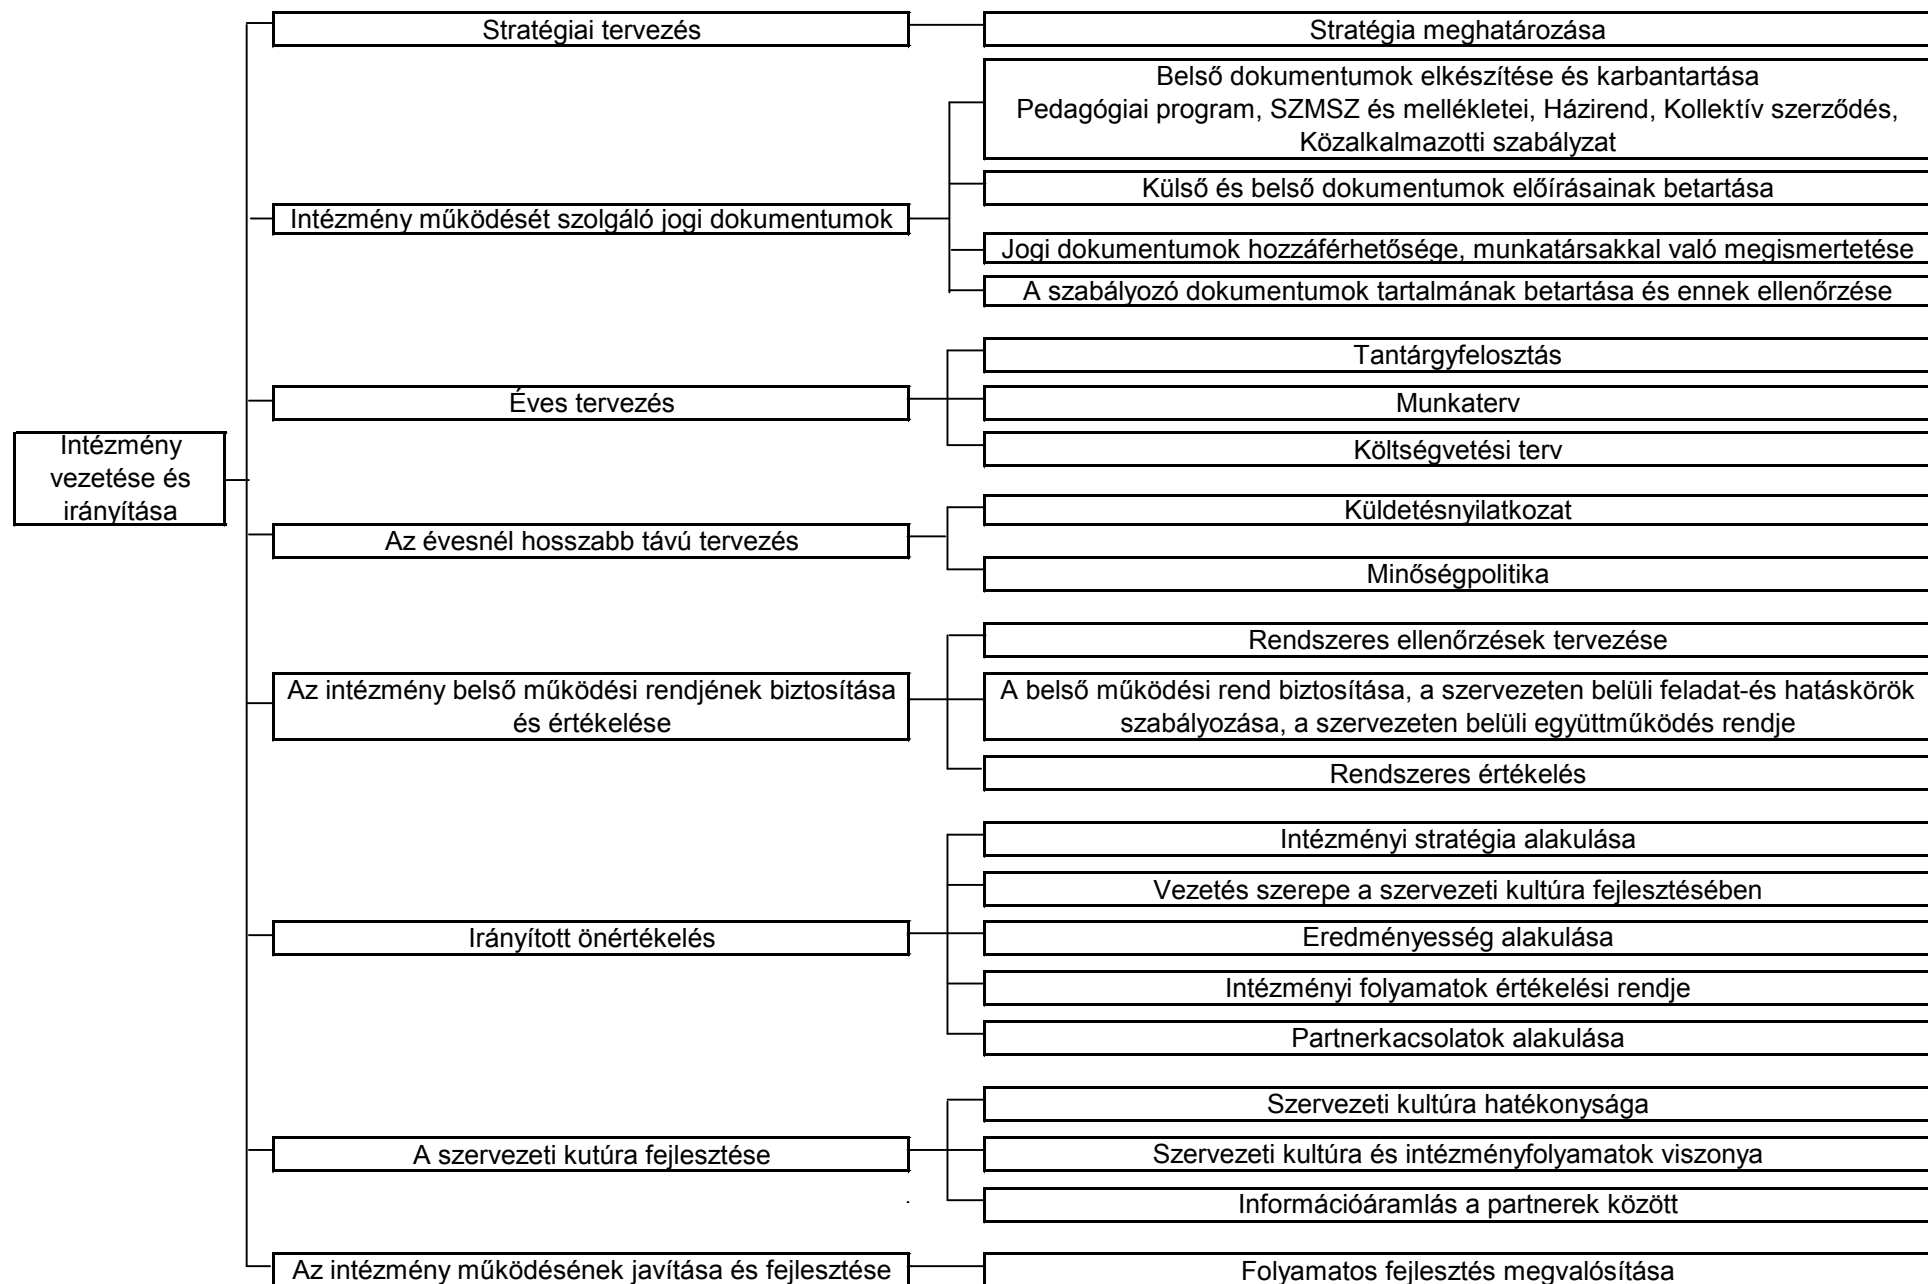 Intézmény
vezetése és
irányítása
Stratégiai tervezés
Stratégia meghatározása
Intézmény működését szolgáló jogi dokumentumok
Belső dokumentumok elkészítése és karbantartása
Pedagógiai program, SZMSZ és mellékletei, Házirend, Kollektív szerződés,
Közalkalmazotti szabályzat
Külső és belső dokumentumok előírásainak betartása
Jogi dokumentumok hozzáférhetősége, munkatársakkal való megismertetése
A szabályozó dokumentumok tartalmának betartása és ennek ellenőrzése
Éves tervezés
Tantárgyfelosztás
Munkaterv
Költségvetési terv
Az évesnél hosszabb távú tervezés
Küldetésnyilatkozat
Minőségpolitika
Az intézmény belső működési rendjének biztosítása
és értékelése
Rendszeres ellenőrzések tervezése
A belső működési rend biztosítása, a szervezeten belüli feladat-és hatáskörök
szabályozása, a szervezeten belüli együttműködés rendje
Rendszeres értékelés
Irányított önértékelés
Intézményi stratégia alakulása
Vezetés szerepe a szervezeti kultúra fejlesztésében
Eredményesség alakulása
Intézményi folyamatok értékelési rendje
Partnerkacsolatok alakulása
A szervezeti kutúra fejlesztése
Szervezeti kultúra hatékonysága
Szervezeti kultúra és intézményfolyamatok viszonya
Információáramlás a partnerek között
Az intézmény működésének javítása és fejlesztése
Folyamatos fejlesztés megvalósítása